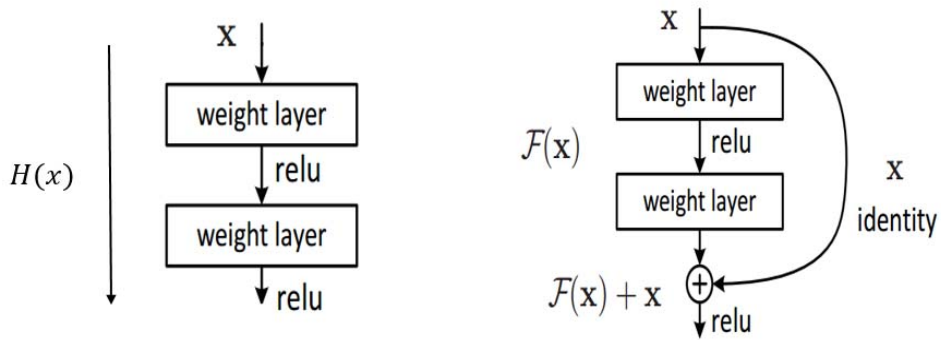 x
weight layer
relu
H(x)
weight layer
relu
x
weight layer
relu
F(x)
x
identity
weight layer
F(x) + x
+
relu